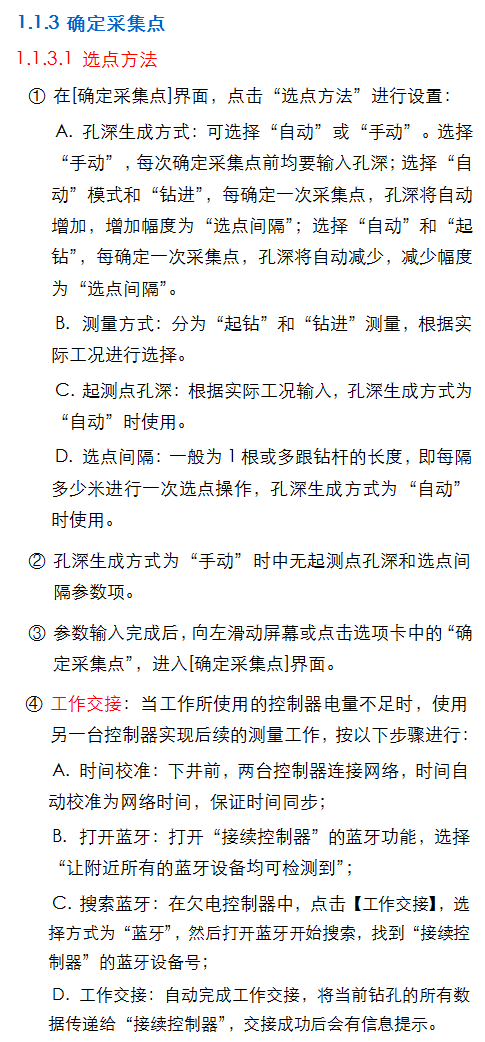 1.1.3 确定采集点
1.1.3.1 选点方法
① 在[确定采集点]界面，点击“选点方法”进行设置：
A. 孔深生成方式：可选择“自动”或“手动”。选择
“手动”,每次确定采集点前均要输入孔深；选择“自
动”模式和“钻进”，每确定一次采集点，孔深将自动
增加，增加幅度为“选点间隔”；选择“自动”和“起
钻”，每确定一次采集点，孔深将自动减少，减少幅度
为“选点间隔”。
B. 测量方式：分为“起钻”和“钻进”测量，根据实
际工况进行选择。
C. 起测点孔深：根据实际工况输入，孔深生成方式为
“自动”时使用。
D. 选点间隔：一般为1根或多跟钻杆的长度，即每隔
多少米进行一次选点操作，孔深生成方式为“自动”
时使用。
② 孔深生成方式为“手动”时中无起测点孔深和选点间
隔参数项。
③ 参数输入完成后，向左滑动屏幕或点击选项卡中的“确
定采集点”，进入[确定采集点]界面。
④ 工作交接：当工作所使用的控制器电量不足时，使用
另一台控制器实现后续的测量工作，按以下步骤进行：
A. 时间校准：下井前，两台控制器连接网络，时间自
动校准为网络时间，保证时间同步；
B. 打开蓝牙：打开“接续控制器”的蓝牙功能，选择
“让附近所有的蓝牙设备均可检测到”；
C. 搜索蓝牙：在欠电控制器中，点击【工作交接】，选
择方式为“蓝牙”，然后打开蓝牙开始搜索，找到“接续控
制器”的蓝牙设备号；
D. 工作交接：自动完成工作交接，将当前钻孔的所有数
据传递给“接续控制器”，交接成功后会有信息提示。